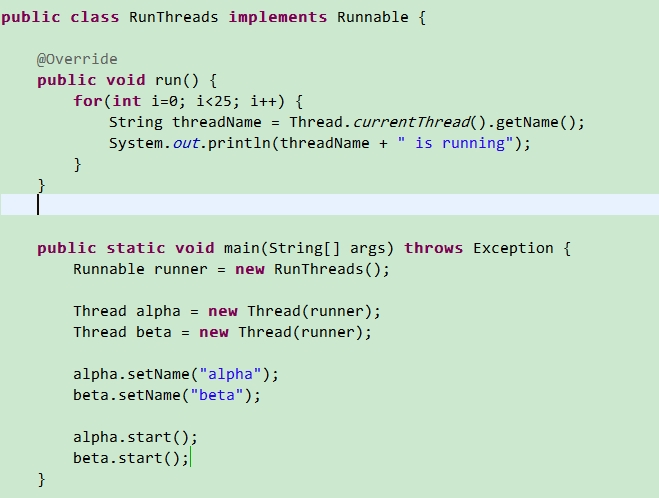 public class RunThreads implements Runnable {
@Override
public void run() {
for(int i=0; i<25; i++) {
String threadName = Thread.currentThread().getName();
System.out.println(threadName + " is running");
}
}
public static void main(String[] args) throws Exception {
Runnable runner = new RunThreads();
Thread alpha = new Thread(runner);
Thread beta = new Thread(runner);
alpha.setName("alpha");
beta.setName("beta");
alpha.start();
beta.start();
}